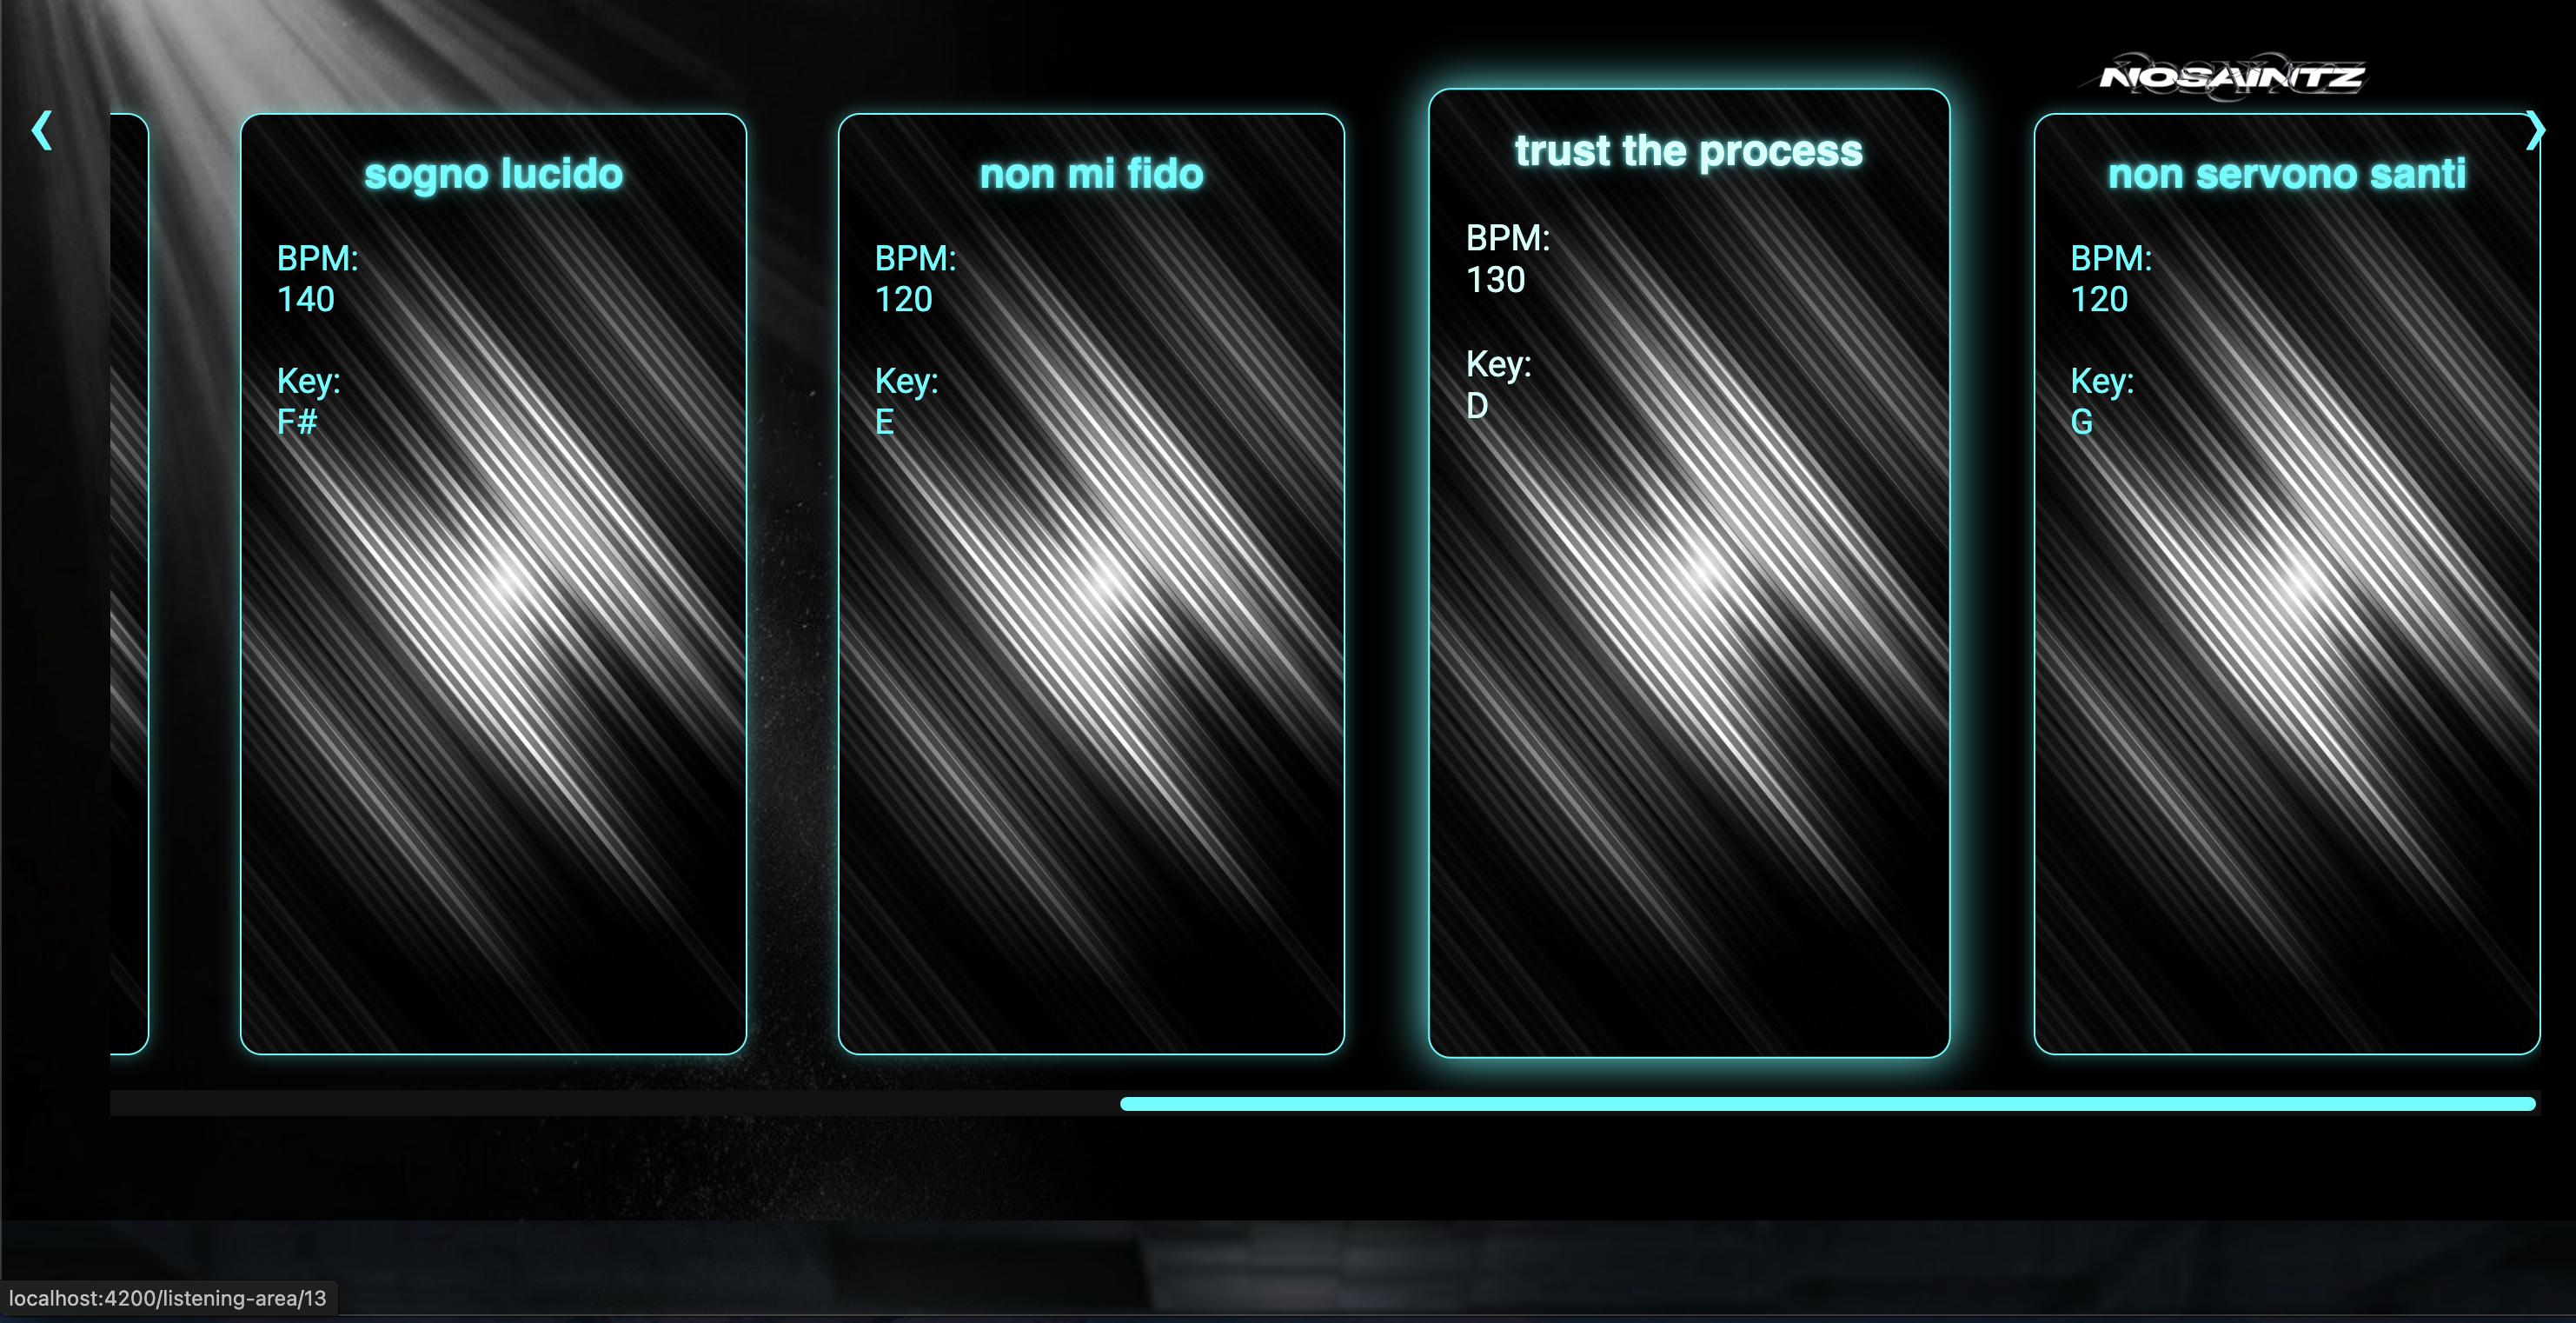 NOSAINTZ
❮
❯
sogno lucido
BPM:
140
Key:
F#
non mi fido
BPM:
120
Key:
E
trust the process
BPM:
130
Key:
D
non servono santi
BPM:
120
Key:
G
localhost:4200/listening-area/13